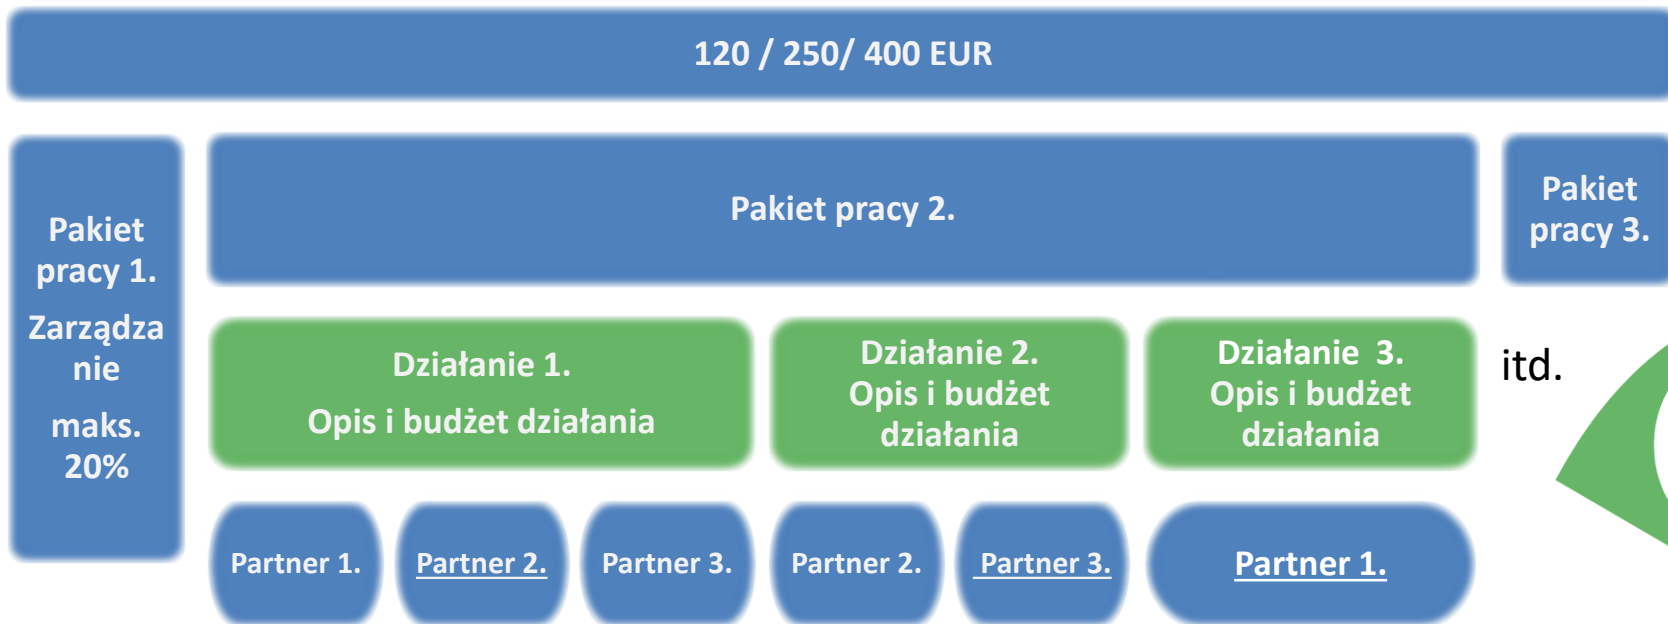 120 / 250/ 400 EUR
Pakiet
pracy 1.
Zarządza
nie
maks.
20%
Pakiet pracy 2.
Pakiet
pracy 3.
Działanie 1.
Opis i budżet działania
Działanie 2.
Opis i budżet
działania
Działanie  3.
Opis i budżet
działania
itd.
Partner 1.
Partner 2.
Partner 3.
Partner 2.
Partner 3.
Partner 1.